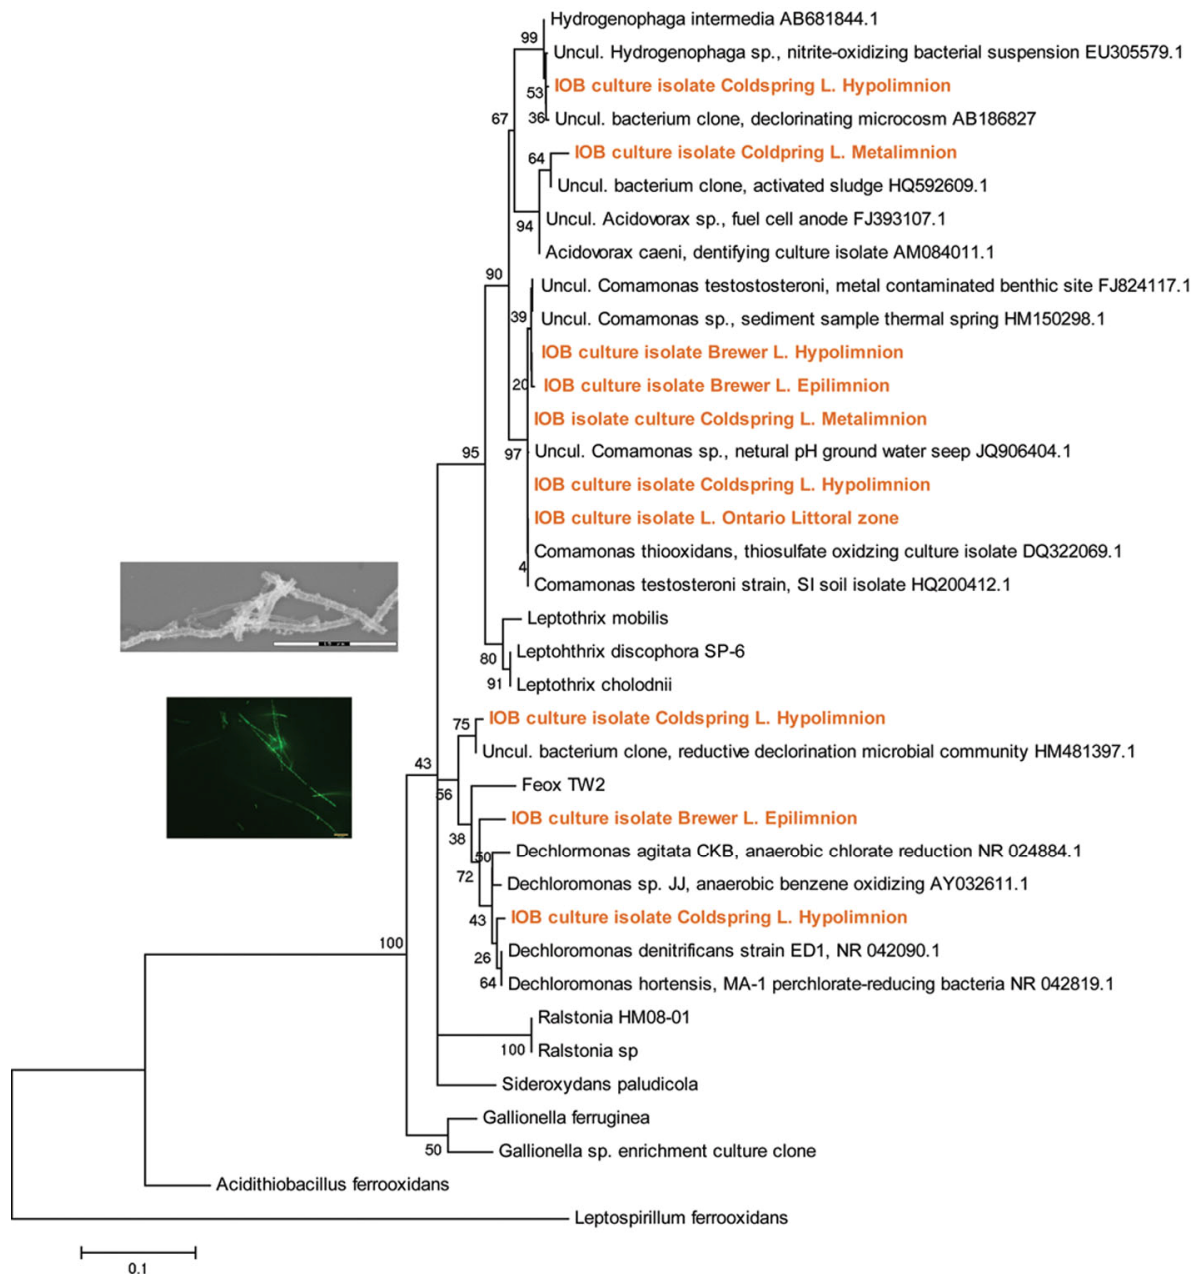 Hydrogenophaga intermedia AB681844.1
99
Uncul. Hydrogenophaga sp., nitrite-oxidizing bacterial suspension EU305579.1
IOB culture isolate Coldspring L. Hypolimnion
53
67
36
Uncul. bacterium clone, declorinating microcosm AB186827
64
IOB culture isolate Coldpring L. Metalimnion
Uncul. bacterium clone, activated sludge HQ592609.1
94
Uncul. Acidovorax sp., fuel cell anode FJ393107.1
Acidovorax caeni, dentifying culture isolate AM084011.1
90
Uncul. Comamonas testostosteroni, metal contaminated benthic site FJ824117.1
39
Uncul. Comamonas sp., sediment sample thermal spring HM150298.1
IOB culture isolate Brewer L. Hypolimnion
20
IOB culture isolate Brewer L. Epilimnion
IOB isolate culture Coldspring L. Metalimnion
95
97
Uncul. Comamonas sp., netural pH ground water seep JQ906404.1
IOB culture isolate Coldspring L. Hypolimnion
IOB culture isolate L. Ontario Littoral zone
Comamonas thiooxidans, thiosulfate oxidzing culture isolate DQ322069.1
4
Comamonas testosteroni strain, SI soil isolate HQ200412.1
Leptothrix mobilis
80
Leptohthrix discophora SP-6
91
Leptothrix cholodnii
75
IOB culture isolate Coldspring L. Hypolimnion
Uncul. bacterium clone, reductive declorination microbial community HM481397.1
43
56
Feox TW2
IOB culture isolate Brewer L. Epilimnion
38
50
Dechlormonas agitata CKB, anaerobic chlorate reduction NR 024884.1
72
Dechloromonas sp. JJ, anaerobic benzene oxidizing AY032611.1
43
IOB culture isolate Coldspring L. Hypolimnion
100
26
Dechloromonas denitrificans strain ED1, NR 042090.1
64
Dechloromonas hortensis, MA-1 perchlorate-reducing bacteria NR 042819.1
Ralstonia HM08-01
100
Ralstonia sp
Sideroxydans paludicola
Gallionella ferruginea
50
Gallionella sp. enrichment culture clone
Acidithiobacillus ferrooxidans
Leptospirillum ferrooxidans
0.1